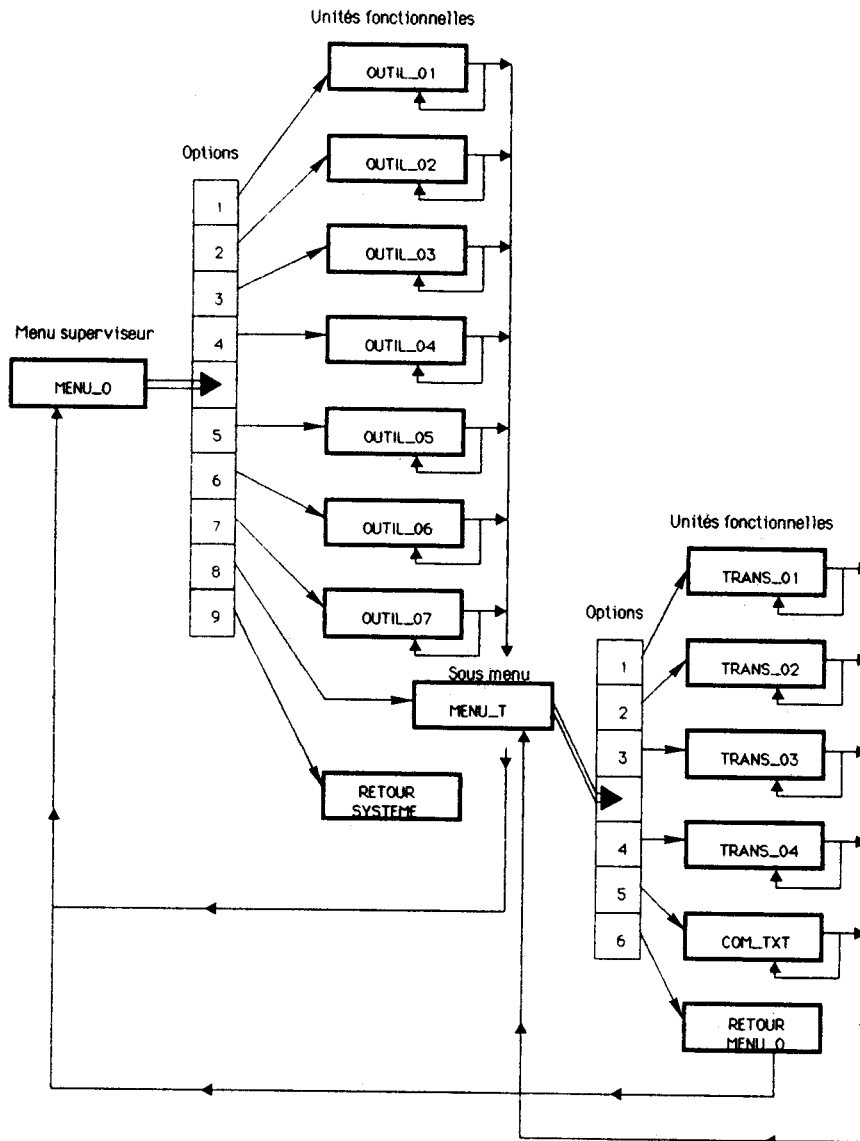 Unités fonctionnelles
OUTIL_01
Options
OUTIL_02
1
2
OUTIL_03
3
Menu superviseur
4
OUTIL_04
MENU_0
5
OUTIL_05
6
OUTIL_06
7
Unités fonctionnelles
8
TRANS_01
9
OUTIL_07
Options
Sous menu
1
TRANS_02
MENU_T
2
3
TRANS_03
RETOUR
SYSTEME
4
TRANS_04
5
6
COM_TXT
RETOUR
MENU_0